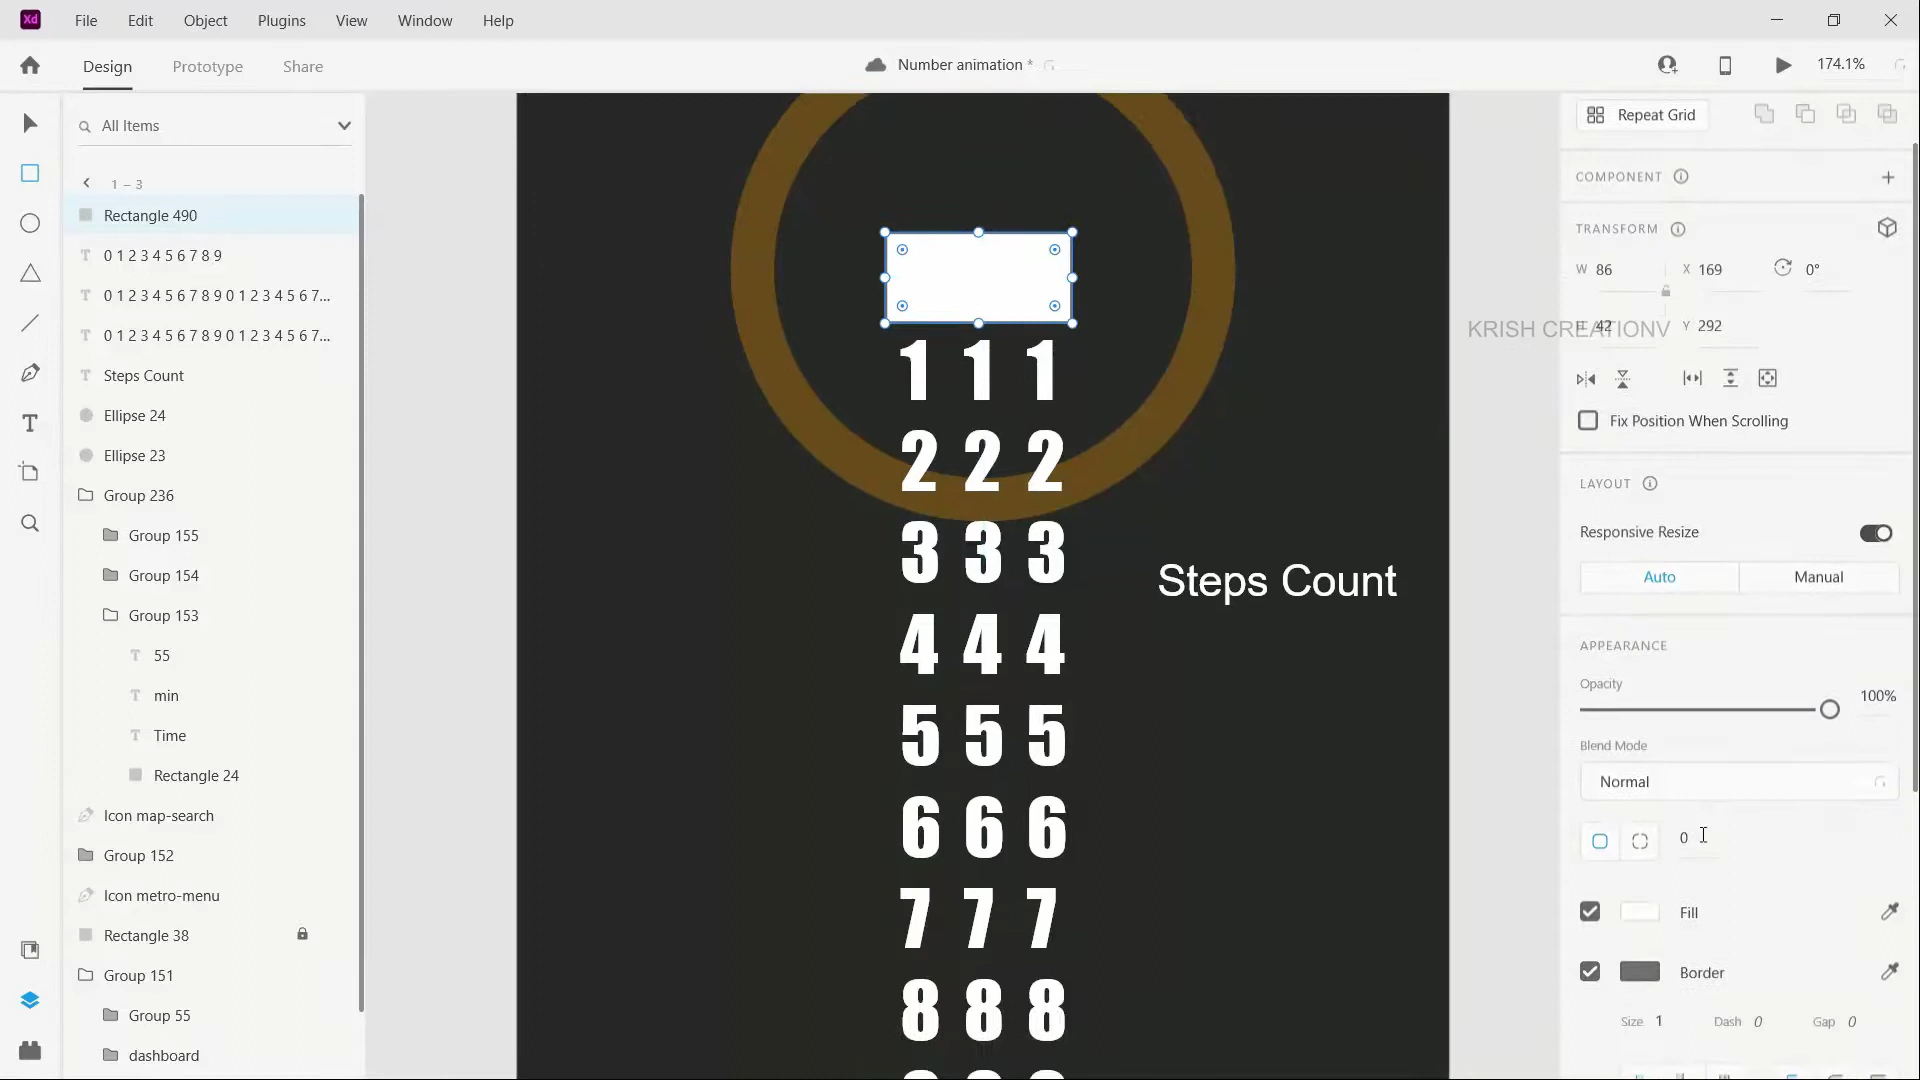 Xd File Edit Object Plugins View Window Help
Design Prototype Share
Number animation *
174.1%
All Items
1 – 3
Rectangle 490
0 1 2 3 4 5 6 7 8 9
0 1 2 3 4 5 6 7 8 9 0 1 2 3 4 5 6 7...
0 1 2 3 4 5 6 7 8 9 0 1 2 3 4 5 6 7...
Steps Count
Ellipse 24
Ellipse 23
Group 236
Group 155
Group 154
Group 153
55
min
Time
Rectangle 24
Icon map-search
Group 152
Icon metro-menu
Rectangle 38
Group 151
Group 55
dashboard
1 1 1
2 2 2
3 3 3
4 4 4
5 5 5
6 6 6
7 7 7
8 8 8
Steps Count
KRISH CREATIONV
Repeat Grid
COMPONENT
TRANSFORM
W 86 X 169 0°
H 42 Y 292
Fix Position When Scrolling
LAYOUT
Responsive Resize
Auto Manual
APPEARANCE
Opacity
100%
Blend Mode
Normal
0
Fill
Border
Size 1 Dash 0 Gap 0